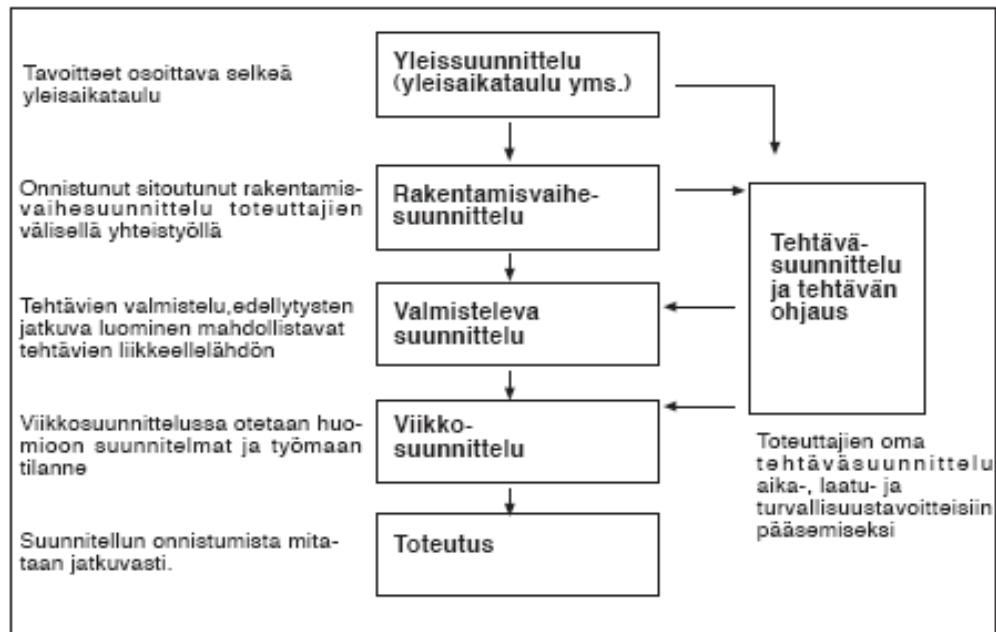 Tavoitteet osoittava selkeä
yleisaikataulu
Yleissuunnittelu
(yleisaikataulu yms.)
Onnistunut sitoutunut rakentamis-
vaihesuunnittelu toteuttajien
välisellä yhteistyöllä
Rakentamisvaihe-
suunnittelu
Tehtävä-
suunnittelu
ja tehtävän
ohjaus
Tehtävien valmistelu,edellytysten
jatkuva luominen mahdollistavat
tehtävien liikkeellelähdön
Valmisteleva
suunnittelu
Viikkosuunnittelussa otetaan huo-
mioon suunnitelmat ja työmaan
tilanne
Viikko-
suunnittelu
Toteuttajien oma
tehtäväsuunnittelu
aika-, laatu- ja
turvallisuustavoitteisiin
pääsemiseksi
Suunnitellun onnistumista mita-
taan jatkuvasti.
Toteutus